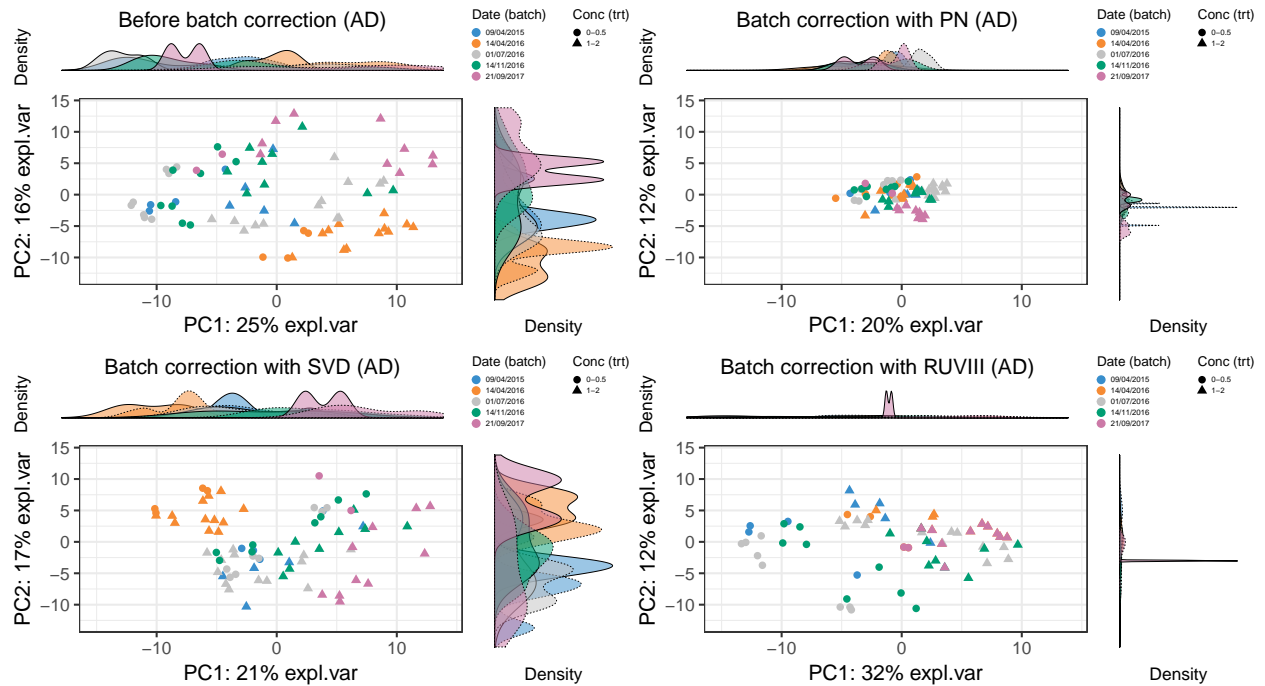 Before batch correction (AD)
Density
Date (batch)
09/04/2015
14/04/2016
01/07/2016
14/11/2016
21/09/2017
Conc (trt)
0−0.5
1−2
15
10
5
0
−5
−10
PC2: 16% expl.var
−10
0
10
PC1: 25% expl.var
Density
Batch correction with PN (AD)
Density
Date (batch)
09/04/2015
14/04/2016
01/07/2016
14/11/2016
21/09/2017
Conc (trt)
0−0.5
1−2
15
10
5
0
−5
−10
PC2: 12% expl.var
−10
0
10
PC1: 20% expl.var
Density
Batch correction with SVD (AD)
Density
Date (batch)
09/04/2015
14/04/2016
01/07/2016
14/11/2016
21/09/2017
Conc (trt)
0−0.5
1−2
15
10
5
0
−5
−10
PC2: 17% expl.var
−10
0
10
PC1: 21% expl.var
Density
Batch correction with RUVIII (AD)
Density
Date (batch)
09/04/2015
14/04/2016
01/07/2016
14/11/2016
21/09/2017
Conc (trt)
0−0.5
1−2
15
10
5
0
−5
−10
PC2: 12% expl.var
−10
0
10
PC1: 32% expl.var
Density